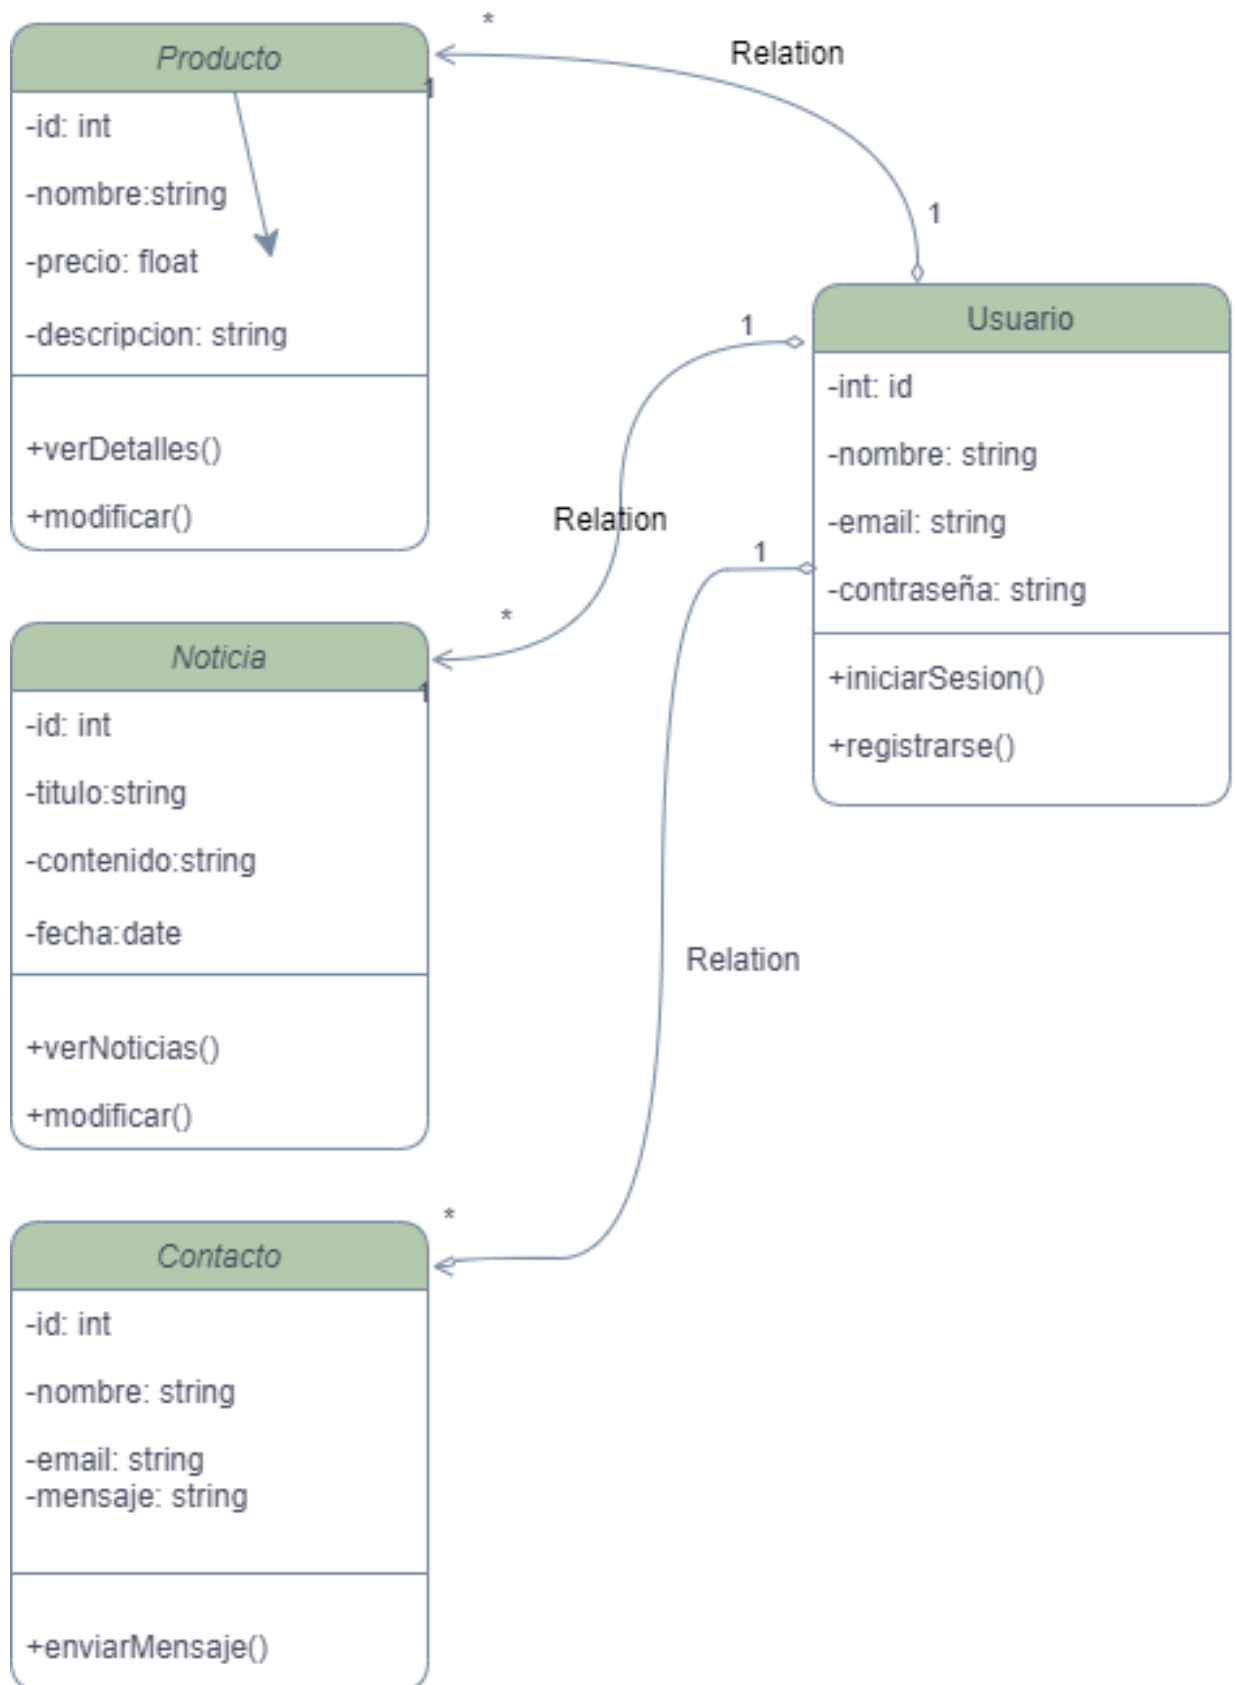 *
Producto
Relation
1
-id: int
-nombre:string
-precio: float
-descripcion: string
+verDetalles()
+modificar()
1
Usuario
-int: id
-nombre: string
-email: string
-contraseña: string
+iniciarSesion()
+registrarse()
1
Relation
*
1
Noticia
1
-id: int
-titulo:string
-contenido:string
-fecha:date
+verNoticias()
+modificar()
Relation
*
Contacto
-id: int
-nombre: string
-email: string
-mensaje: string
+enviarMensaje()